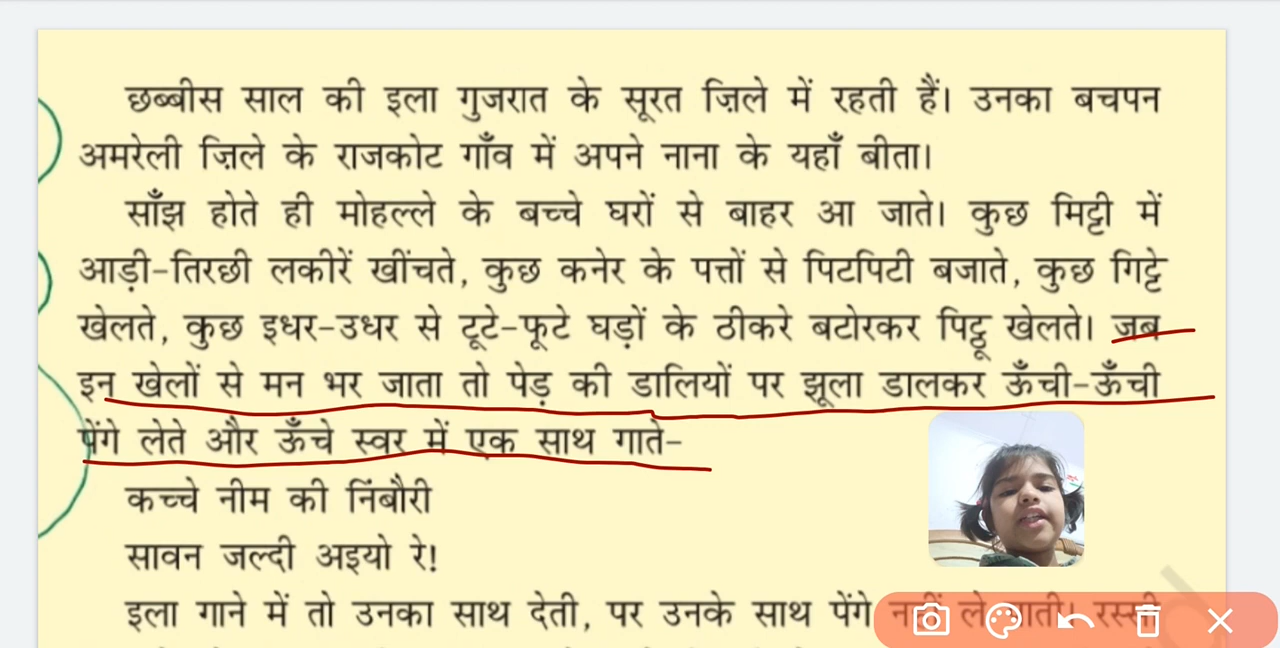 छब्बीस साल की इला गुजरात के सूरत ज़िले में रहती हैं। उनका बचपन
अमरेली ज़िले के राजकोट गाँव में अपने नाना के यहाँ बीता।
साँझ होते ही मोहल्ले के बच्चे घरों से बाहर आ जाते। कुछ मिट्टी में
आड़ी-तिरछी लकीरें खींचते, कुछ कनेर के पत्तों से पिटपिटी बजाते, कुछ गिट्टे
खेलते, कुछ इधर-उधर से टूटे-फूटे घड़ों के ठीकरे बटोरकर पिट्ठू खेलते। जब
इन खेलों से मन भर जाता तो पेड़ की डालियों पर झूला डालकर ऊँची-ऊँची
पेंगे लेते और ऊँचे स्वर में एक साथ गाते-
कच्चे नीम की निंबौरी
सावन जल्दी अइयो रे!
इला गाने में तो उनका साथ देती, पर उनके साथ पेंगे नहीं ले पाती। रस्सी